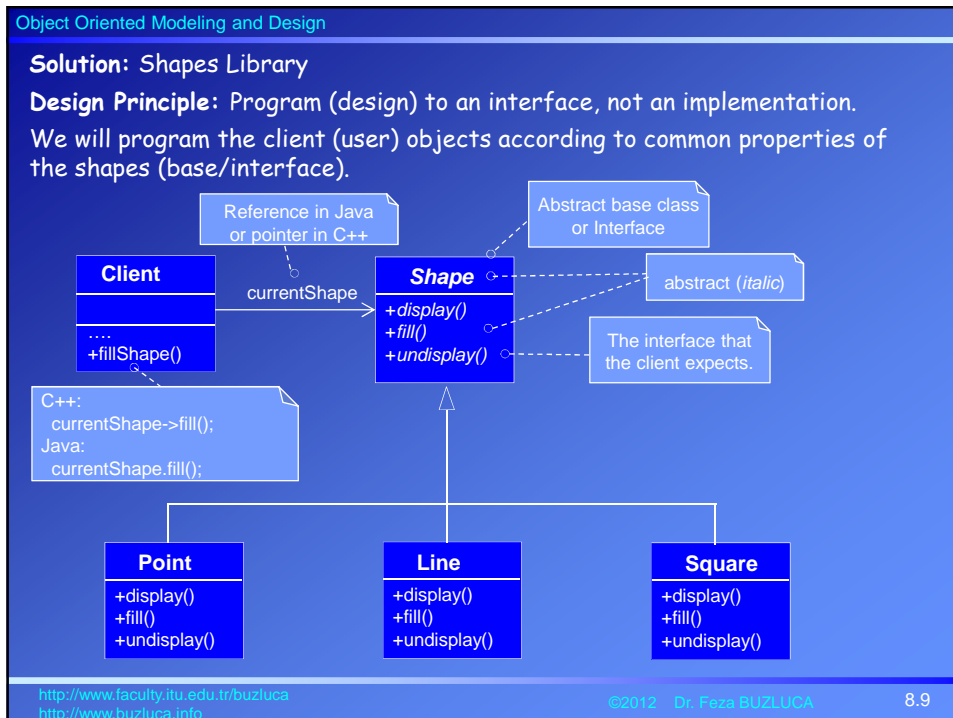 Object Oriented Modeling and Design
Solution: Shapes Library
Design Principle: Program (design) to an interface, not an implementation.
We will program the client (user) objects according to common properties of
the shapes (base/interface).
Reference in Java
or pointer in C++
Abstract base class
or Interface
Client
currentShape
Shape
abstract (italic)
....
+fillShape()
+display()
+fill()
+undisplay()
The interface that
the client expects.
C++:
currentShape->fill();
Java:
currentShape.fill();
Point
+display()
+fill()
+undisplay()
Line
+display()
+fill()
+undisplay()
Square
+display()
+fill()
+undisplay()
http://www.faculty.itu.edu.tr/buzluca
http://www.buzluca.info
©2012 Dr. Feza BUZLUCA
8.9